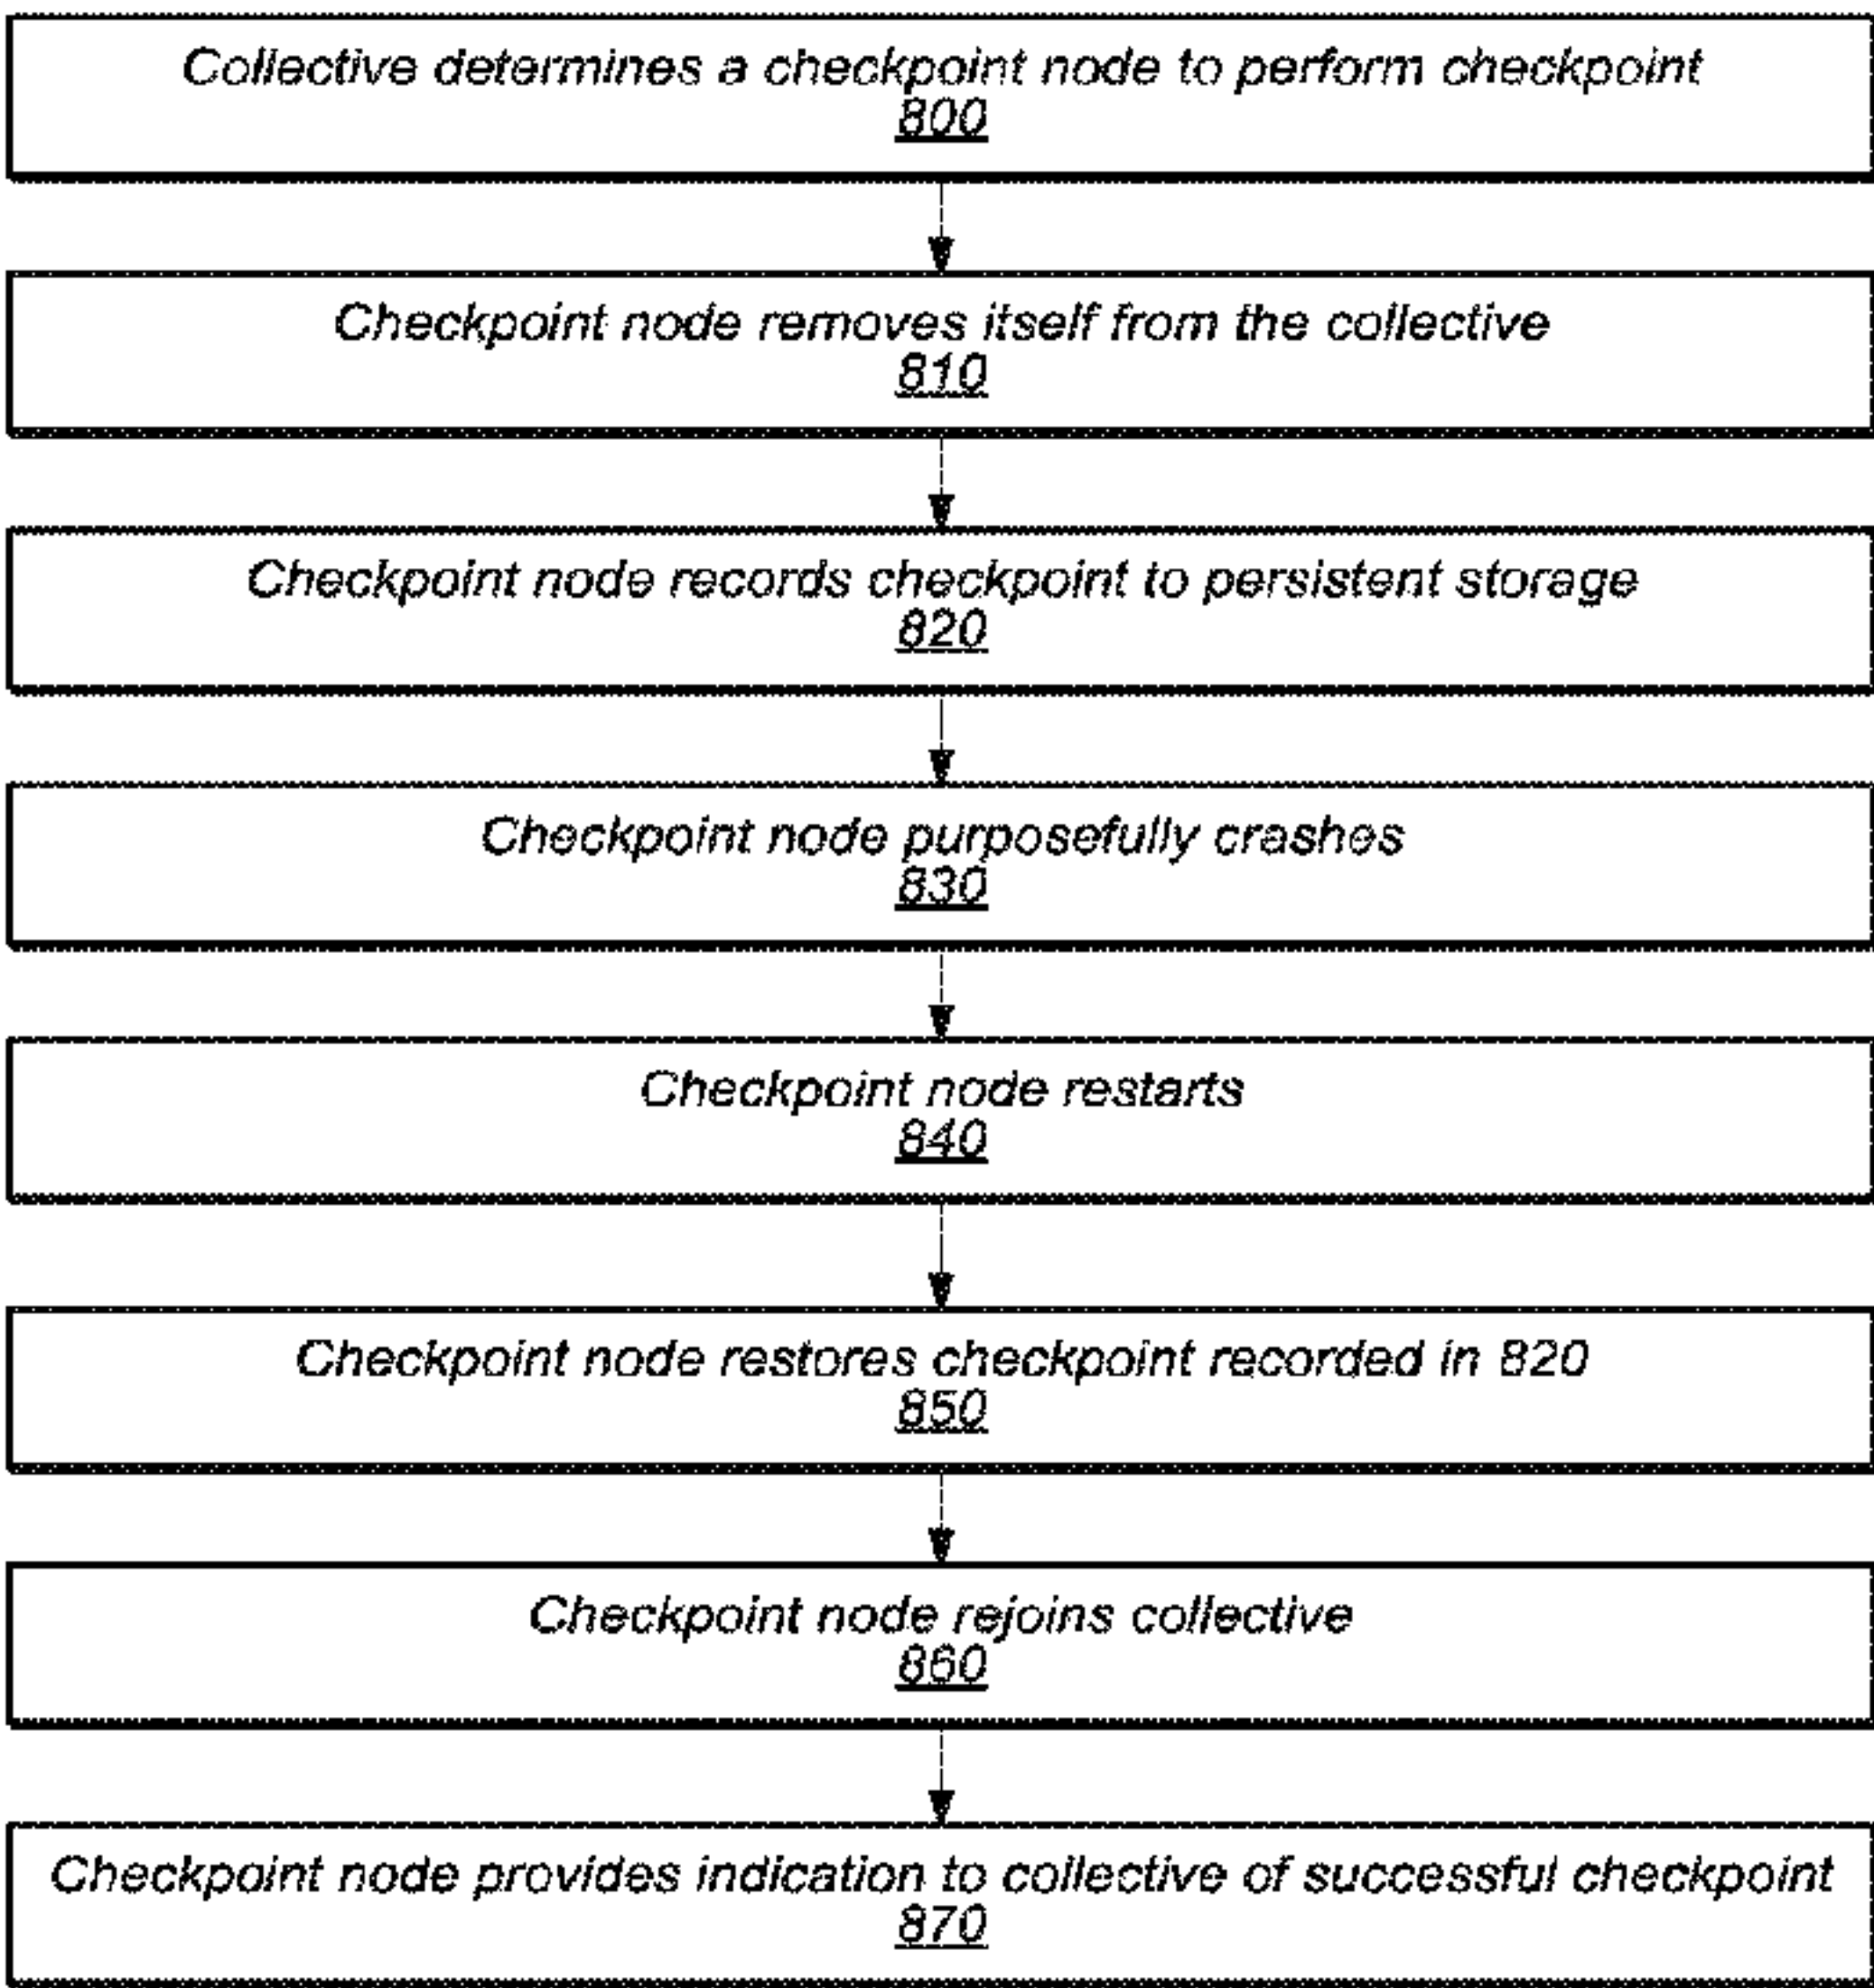 Collective determines a checkpoint node to perform checkpoint
800
Checkpoint node removes itself from the collective
810
Checkpoint node records checkpoint to persistent storage
820
Checkpoint node purposefully crashes
830
Checkpoint node restarts
840
Checkpoint node restores checkpoint recorded in 820
850
Checkpoint node rejoins collective
860
Checkpoint node provides indication to collective of successful checkpoint
870